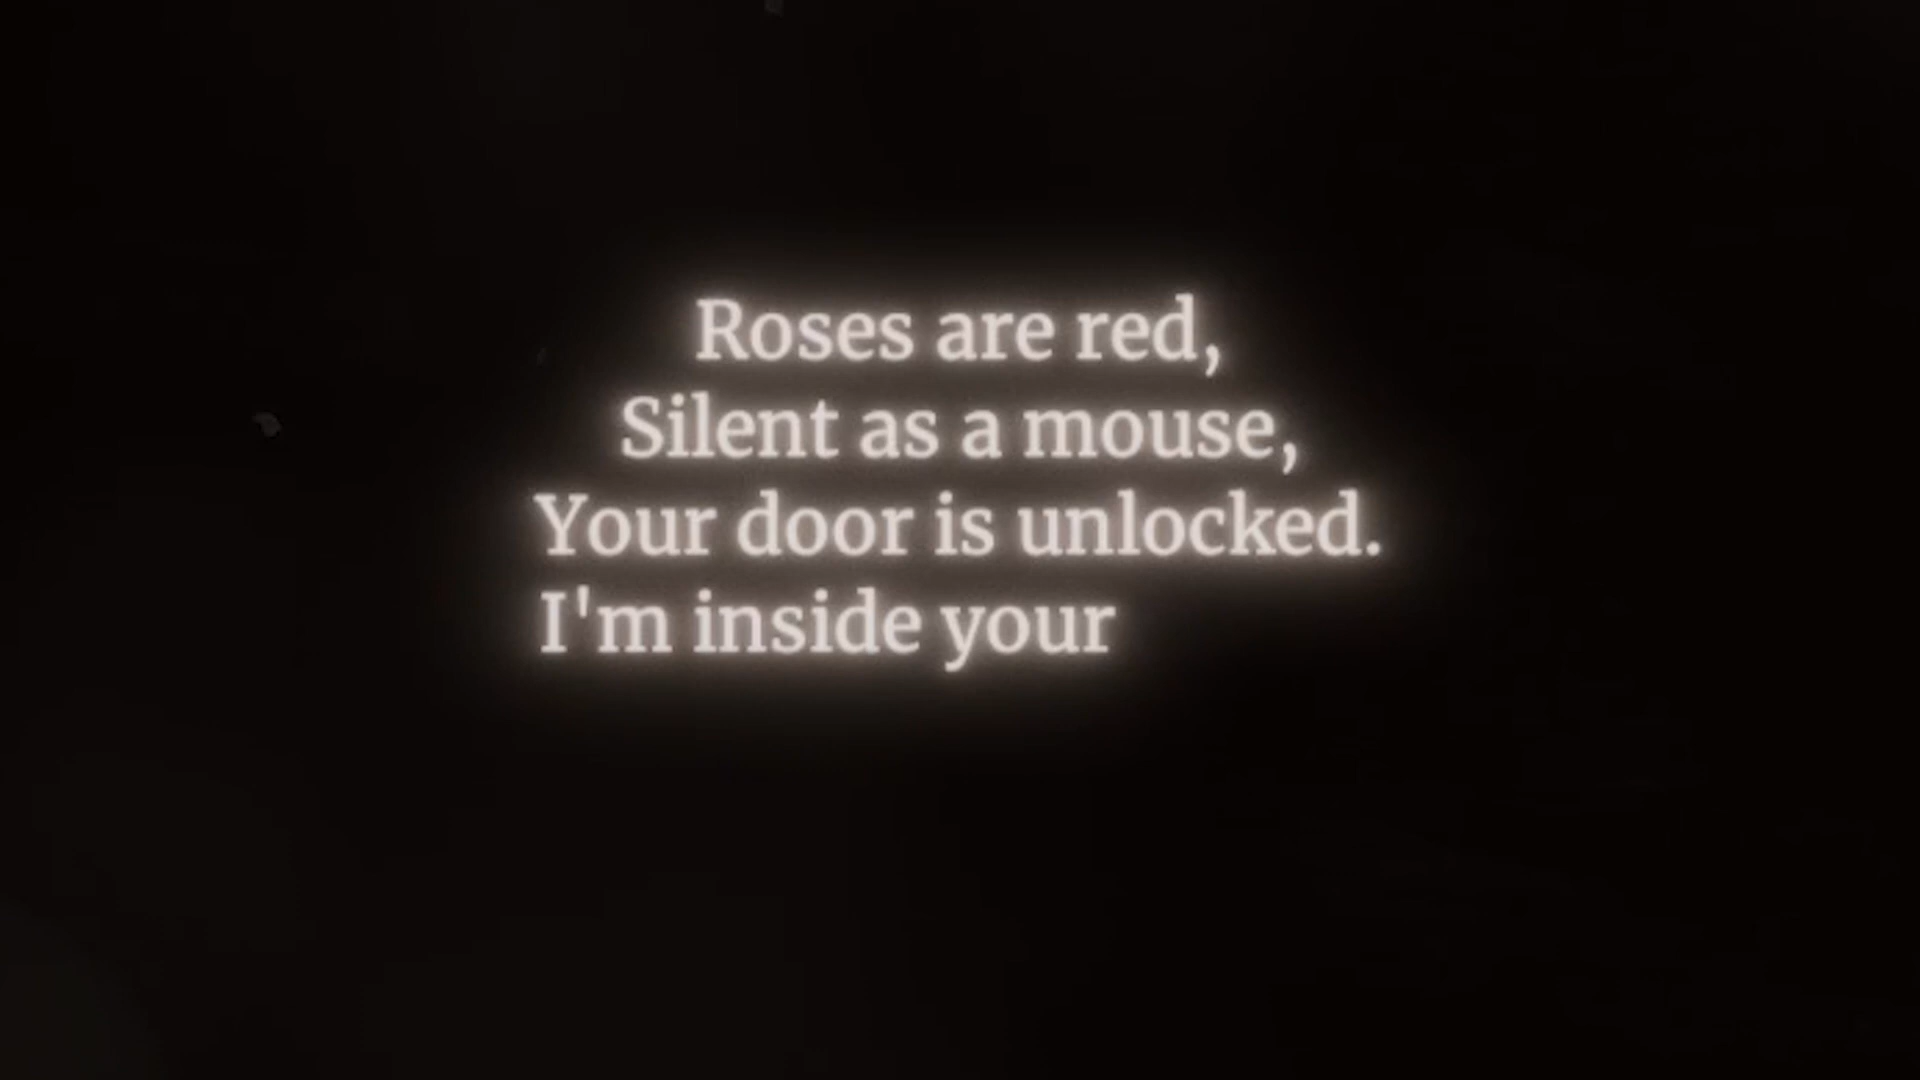 Roses are red,
Silent as a mouse,
Your door is unlocked.
I'm inside your